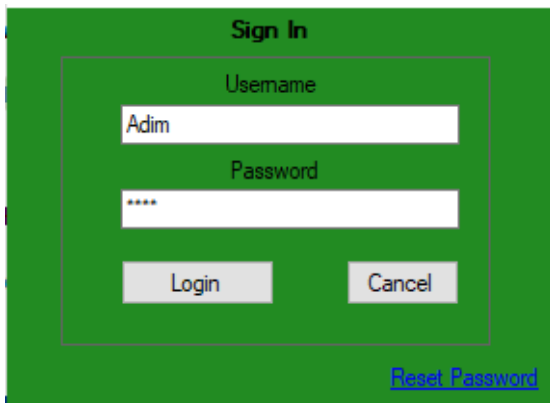 Sign In
Username
Adim
Password
****
Login Cancel
Reset Password